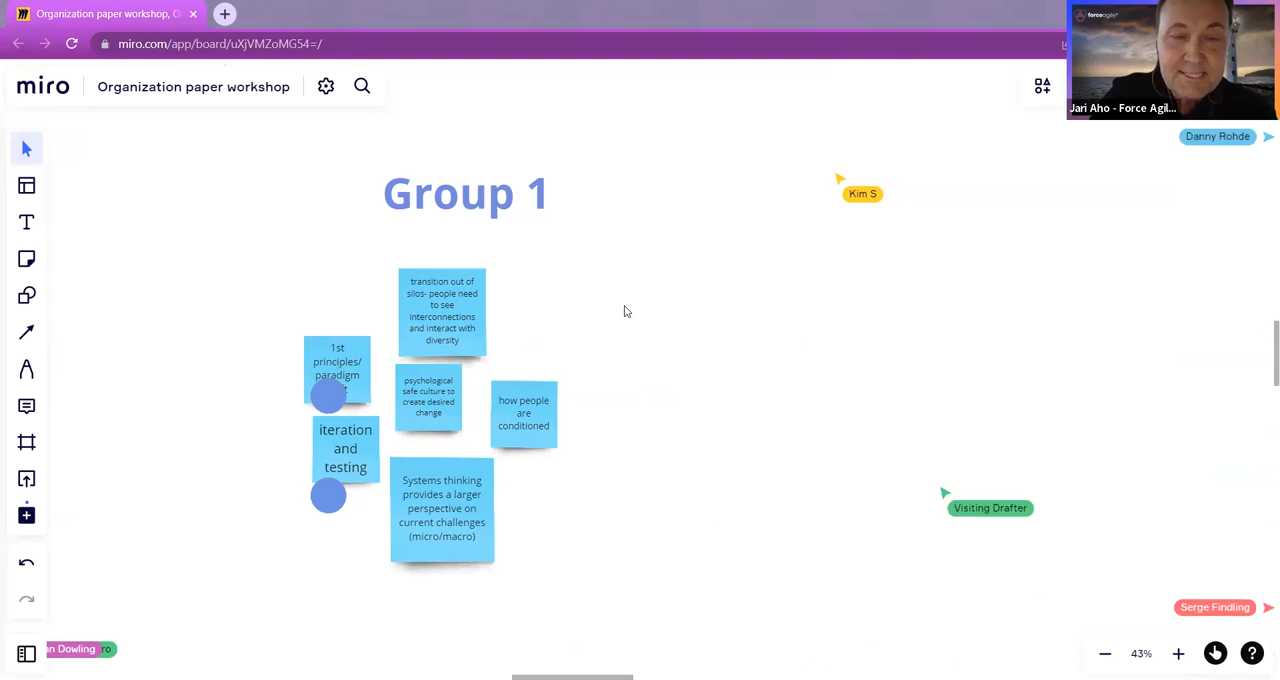 Organization paper workshop, O
miro.com/app/board/uXjVMZoMG54=/
forceagile
Jari Aho - Force Agil...
miro
Organization paper workshop
Danny Rohde
Kim S
Group 1
transition out of
silos- people need
to see
interconnections
and interact with
diversity
1st
principles/
paradigm
psychological
safe culture to
create desired
change
how people
are
conditioned
iteration
and
testing
Systems thinking
provides a larger
perspective on
current challenges
(micro/macro)
Visiting Drafter
Serge Findling
n Dowling
ro
43%